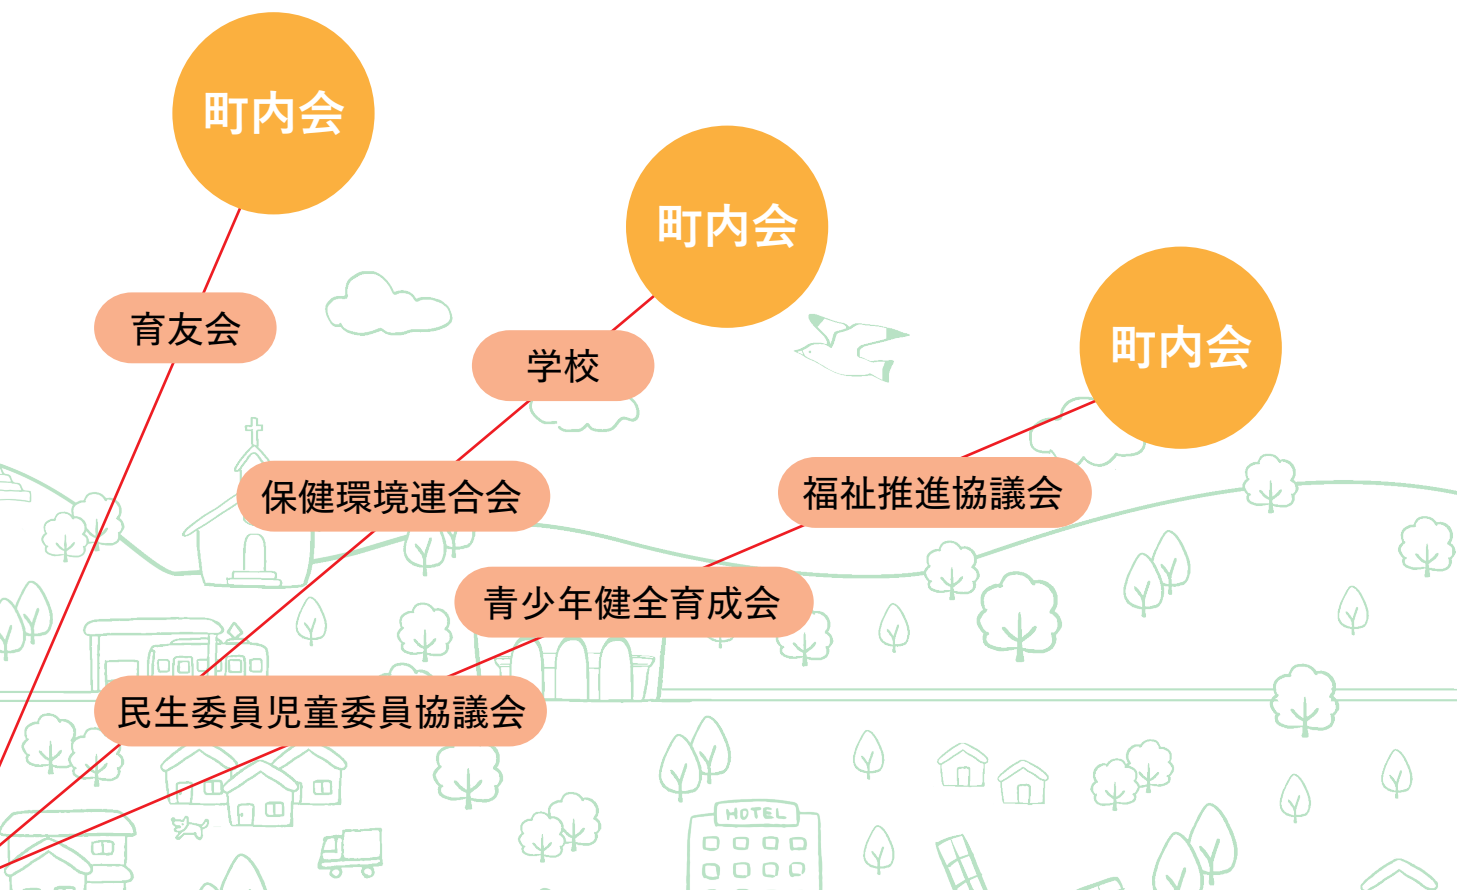 町内会
町内会
町内会
育友会
学校
保健環境連合会
福祉推進協議会
青少年健全育成会
民生委員児童委員協議会
HOTEL